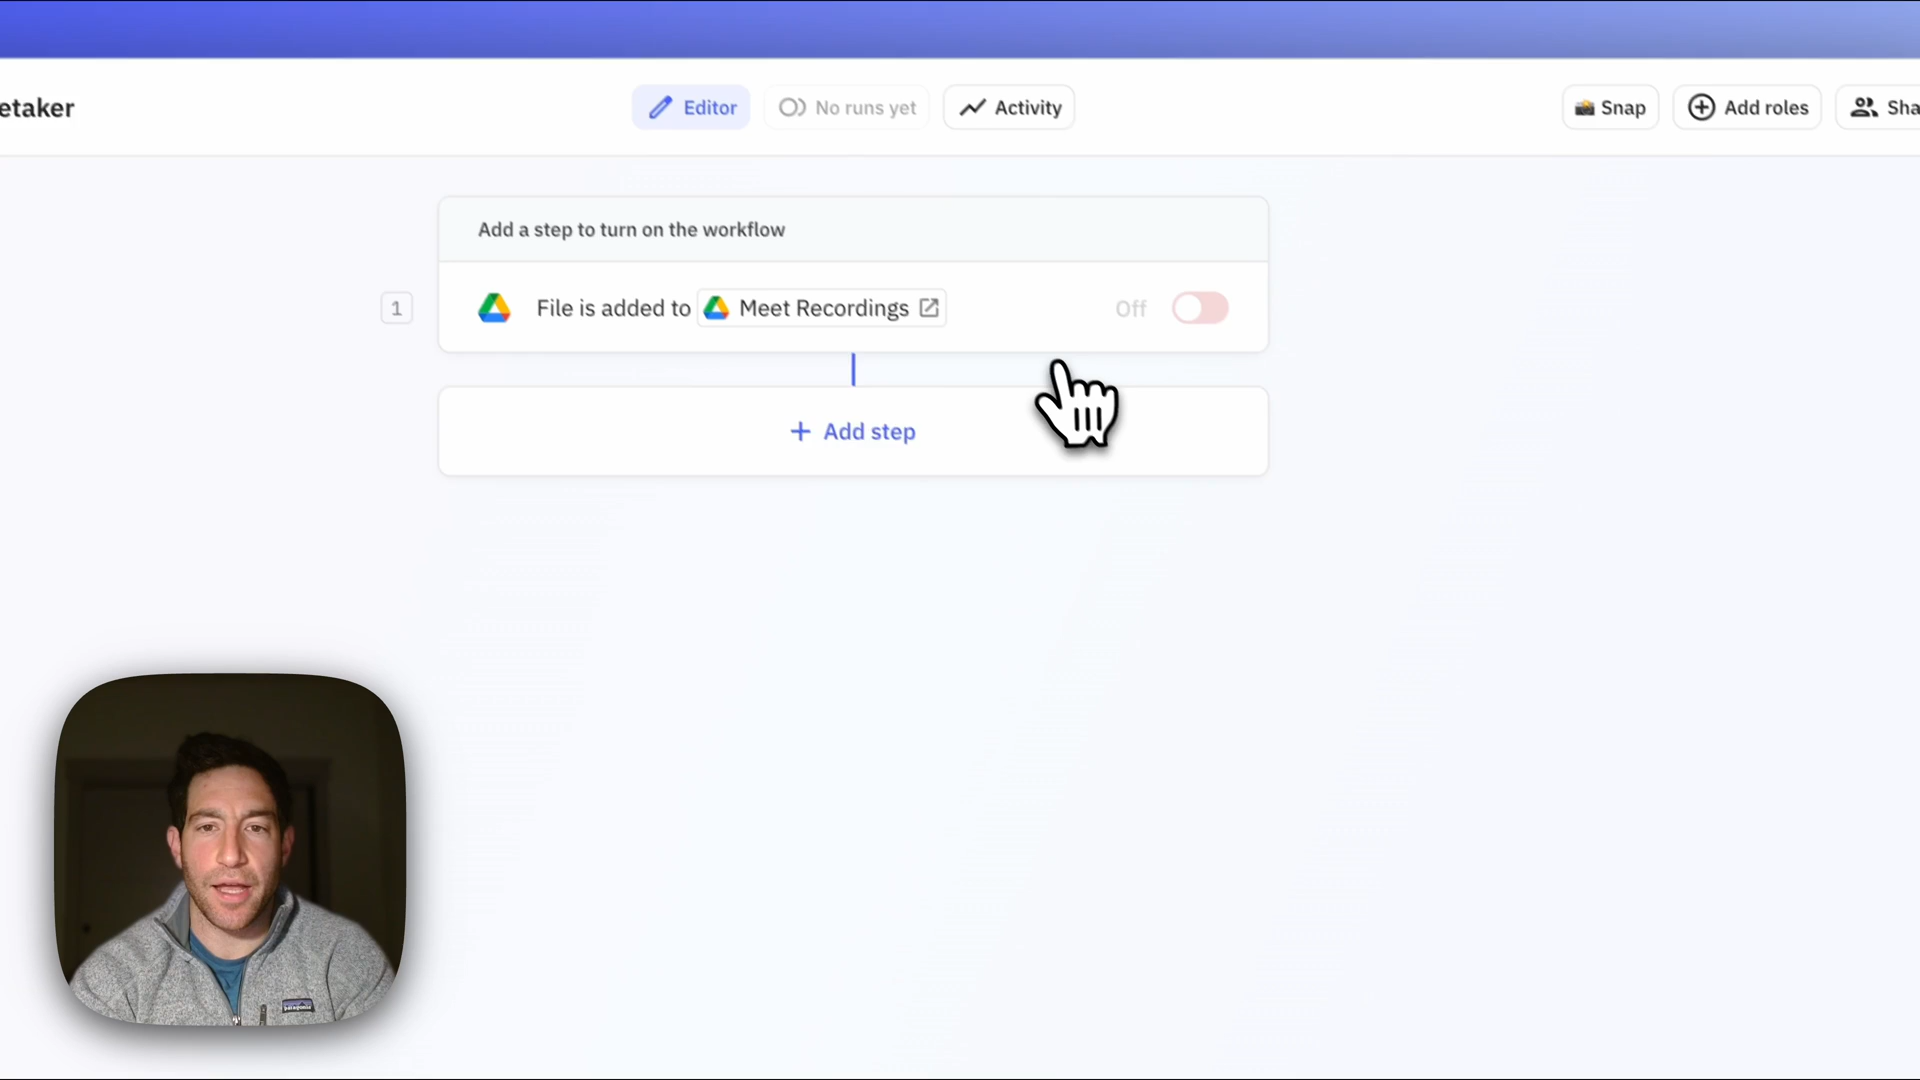 etaker
Editor
No runs yet
Activity
Snap
Add roles
Sha
Add a step to turn on the workflow
1
File is added to Meet Recordings
Off
+ Add step
patagonia